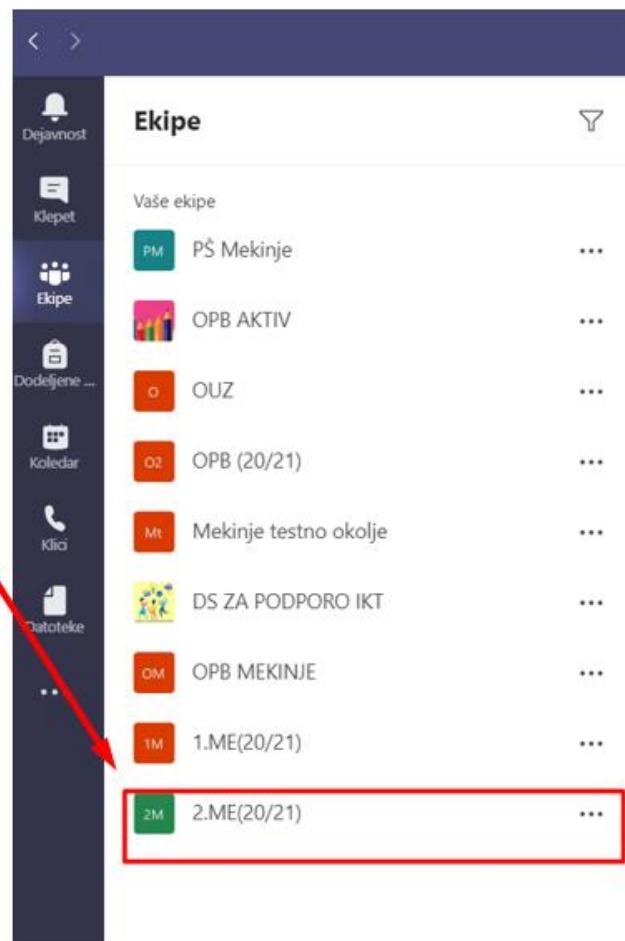 Dejavnost
Klepet
Ekipe
Dodeljene ...
Koledar
Klici
Datoteke
Ekipe
Vaše ekipe
PM PŠ Mekinje
OPB AKTIV
O OUZ
O2 OPB (20/21)
Mt Mekinje testno okolje
DS ZA PODPORO IKT
OM OPB MEKINJE
1M 1.ME(20/21)
2M 2.ME(20/21)